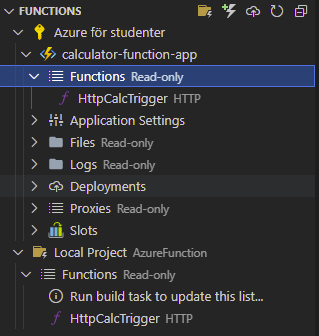 FUNCTIONS
Azure för studenter
calculator-function-app
Functions Read-only
HttpCalcTrigger HTTP
Application Settings
Files Read-only
Logs Read-only
Deployments
Proxies Read-only
Slots
Local Project AzureFunction
Functions Read-only
Run build task to update this list...
HttpCalcTrigger HTTP